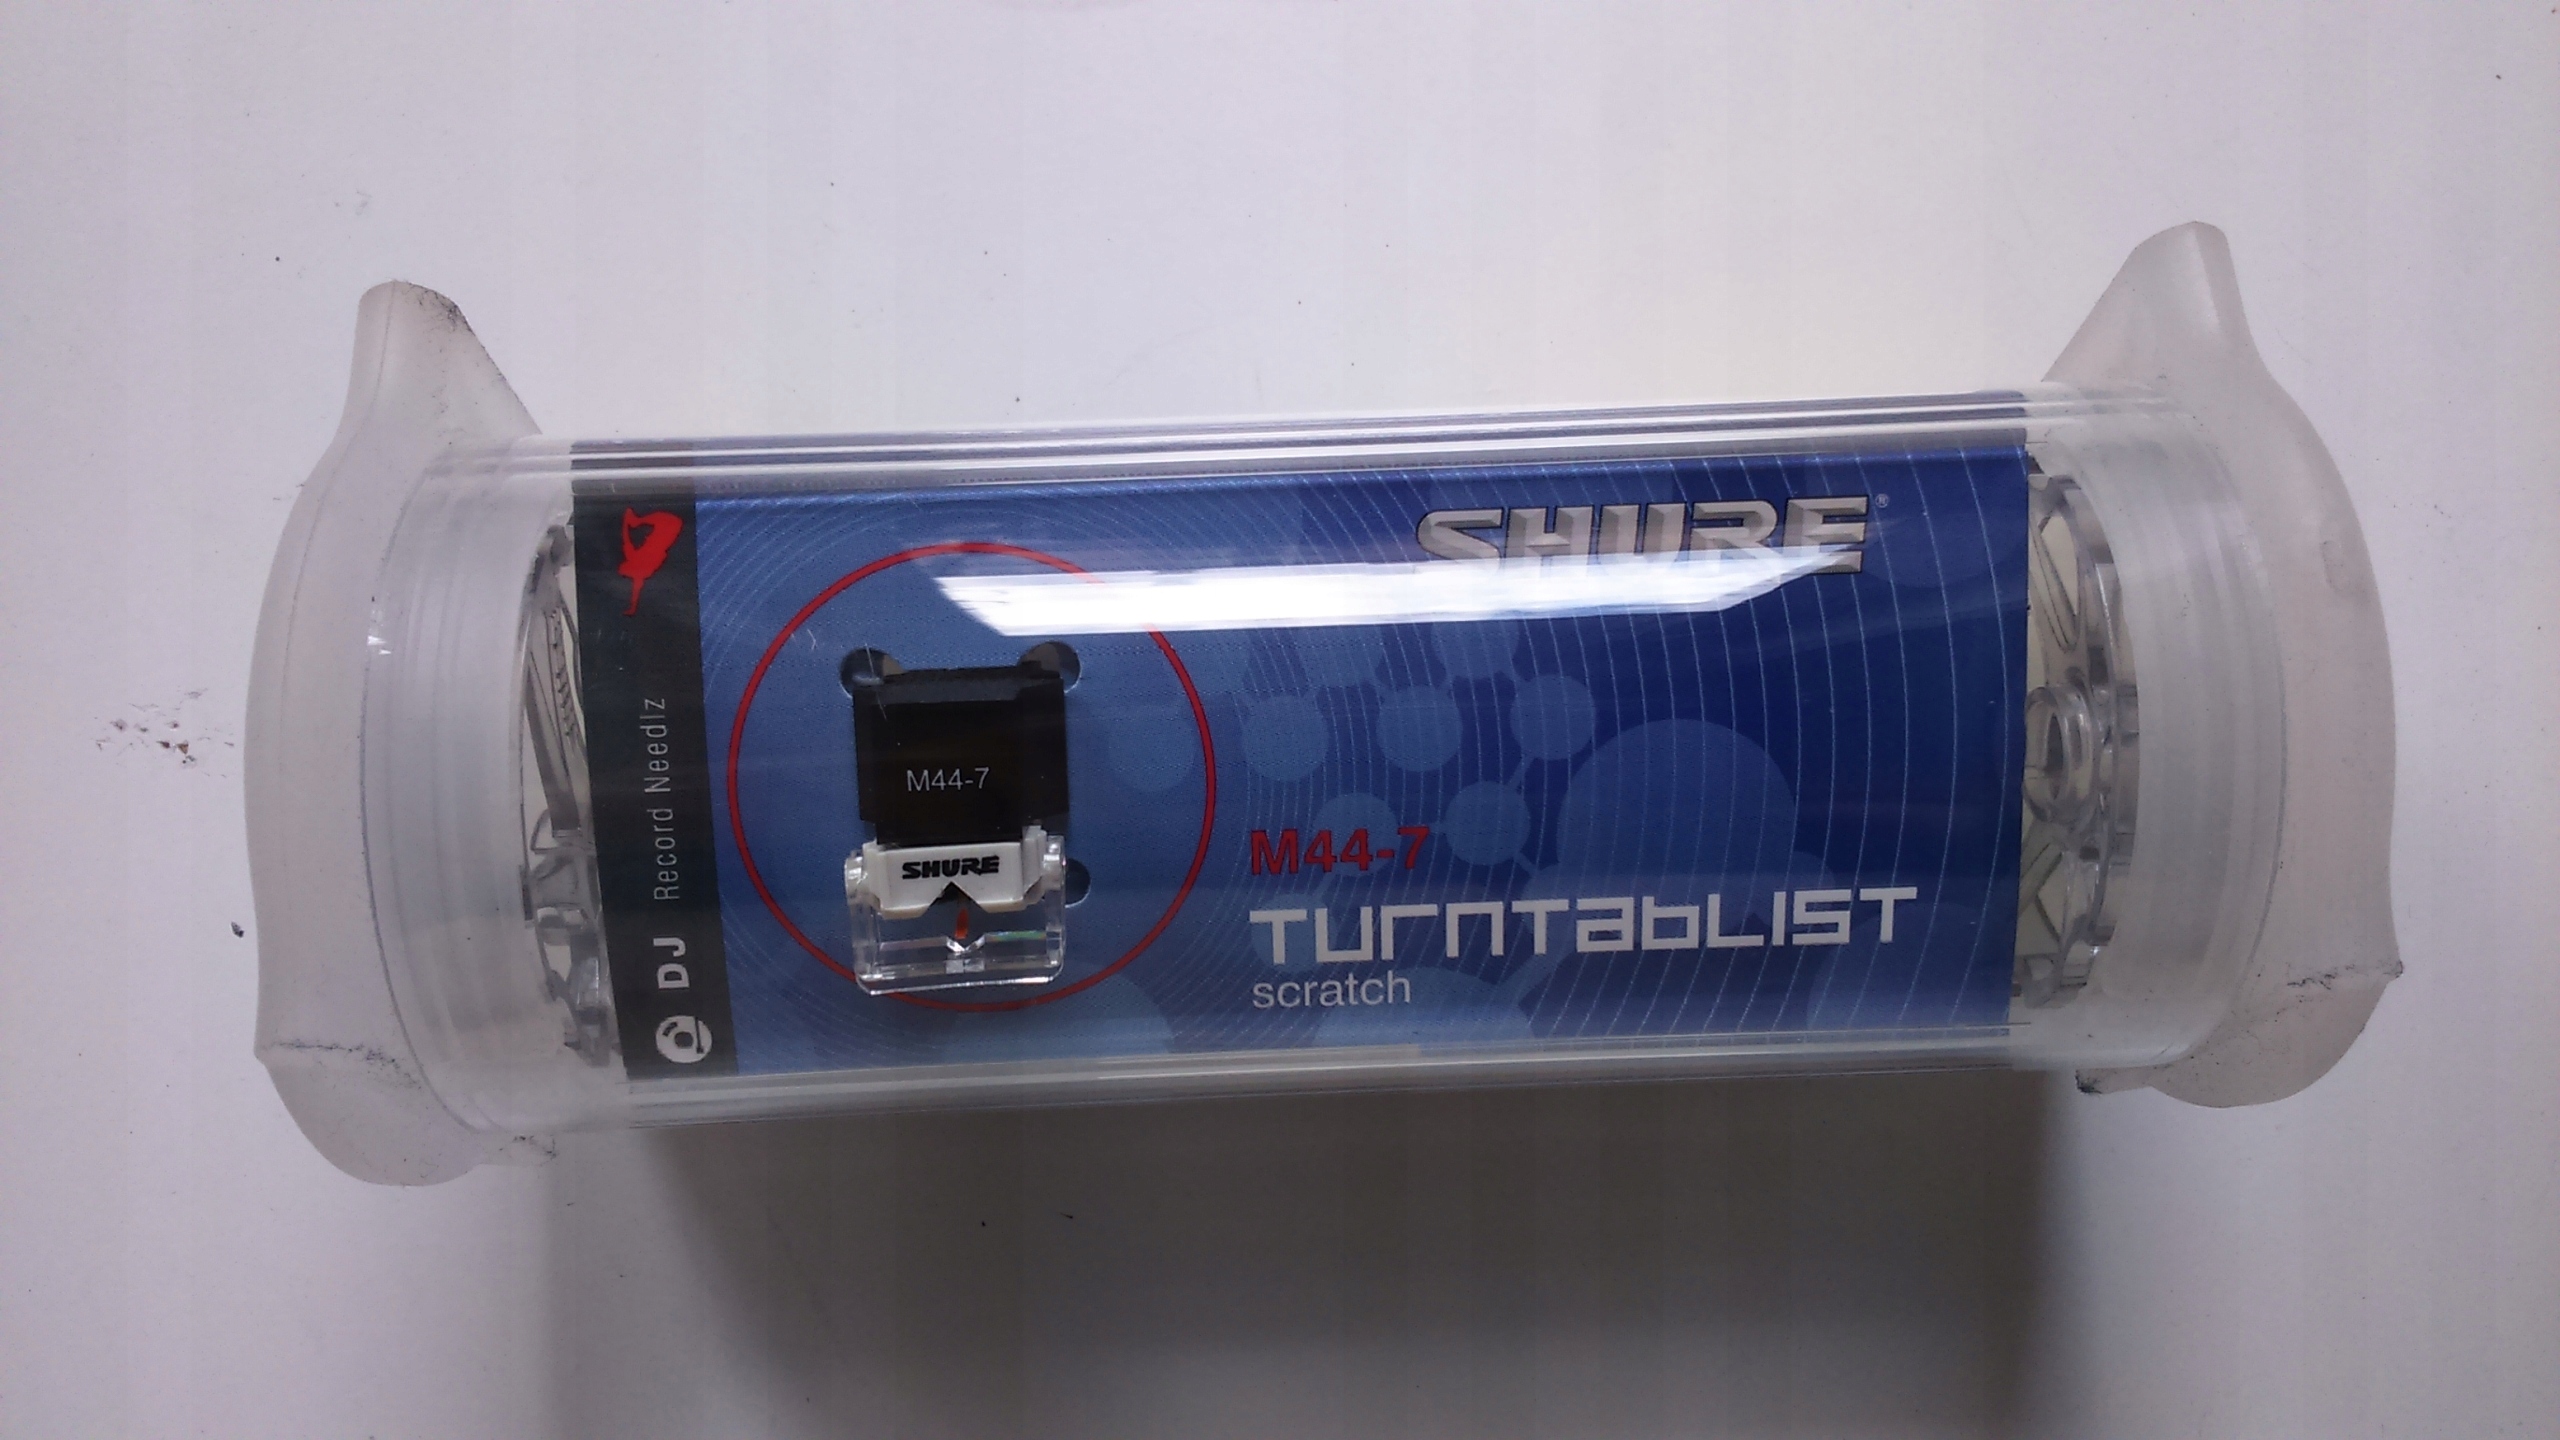 SHURE®
DJ Record Needlz
M44-7
SHURE
M44-7
TURNTABLIST
scratch